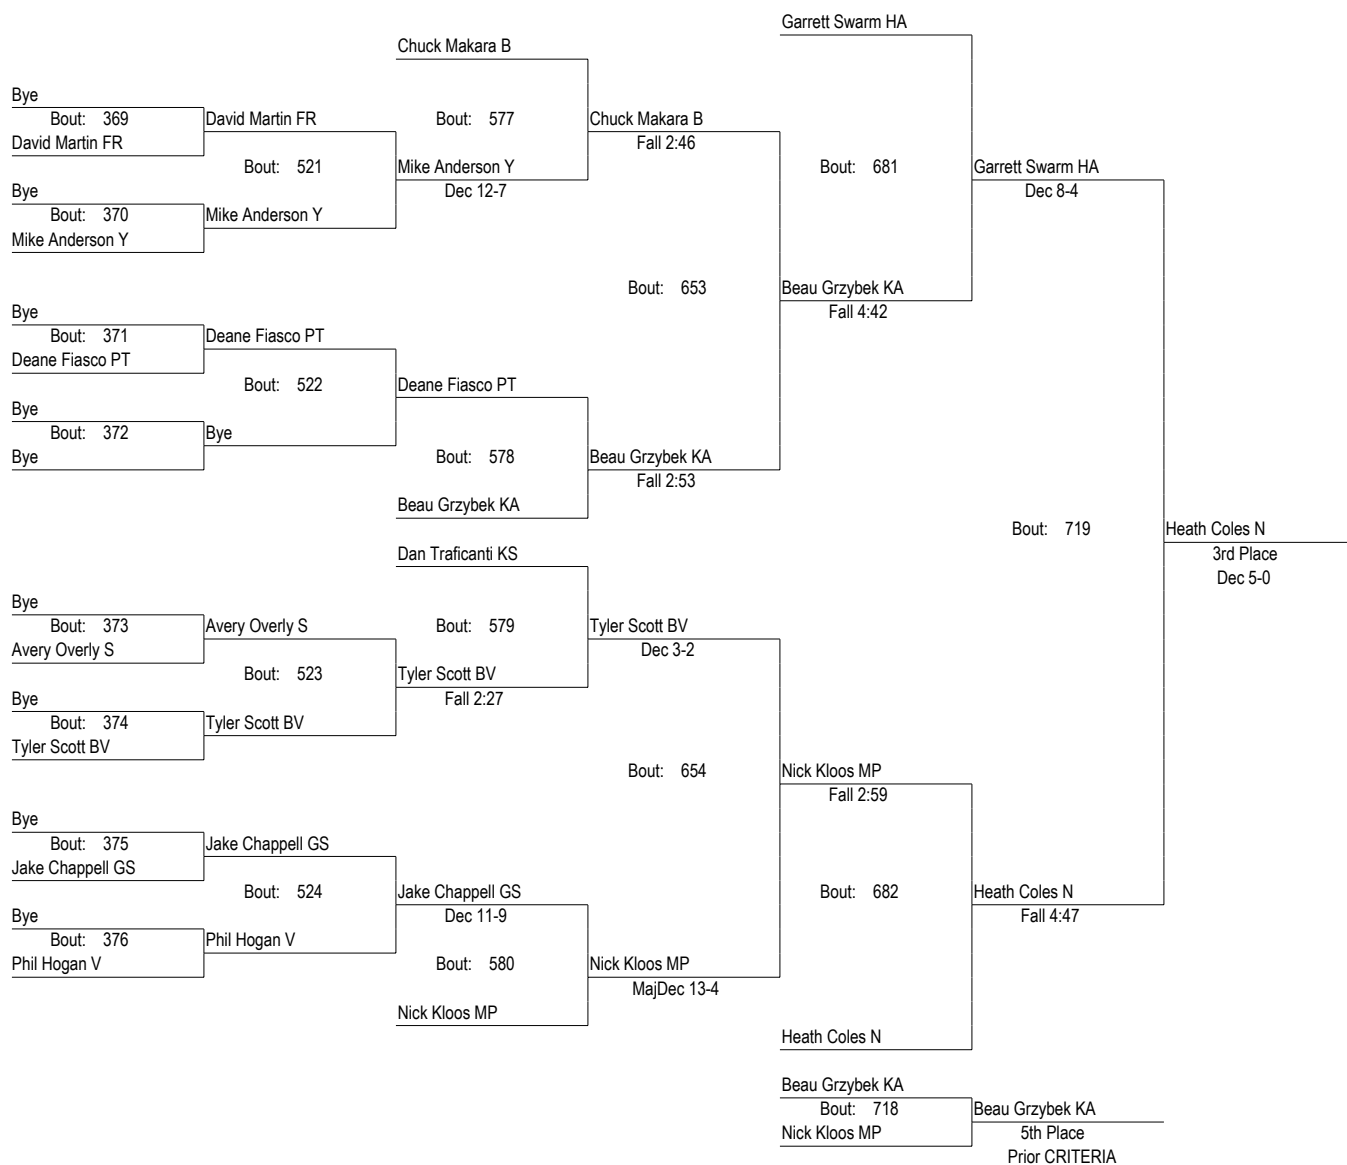 Garrett Swarm HA
Chuck Makara B
Bye
Bout: 369
David Martin FR
David Martin FR
Bout: 577
Chuck Makara B
Fall 2:46
Bout: 521
Mike Anderson Y
Dec 12-7
Bout: 681
Garrett Swarm HA
Dec 8-4
Bye
Bout: 370
Mike Anderson Y
Mike Anderson Y
Bout: 653
Beau Grzybek KA
Fall 4:42
Bye
Bout: 371
Deane Fiasco PT
Deane Fiasco PT
Bout: 522
Deane Fiasco PT
Bye
Bout: 372
Bye
Bye
Bout: 578
Beau Grzybek KA
Fall 2:53
Beau Grzybek KA
Bout: 719
Heath Coles N
3rd Place
Dec 5-0
Dan Traficanti KS
Bye
Bout: 373
Avery Overly S
Avery Overly S
Bout: 579
Tyler Scott BV
Dec 3-2
Bout: 523
Tyler Scott BV
Fall 2:27
Bye
Bout: 374
Tyler Scott BV
Tyler Scott BV
Bout: 654
Nick Kloos MP
Fall 2:59
Bye
Bout: 375
Jake Chappell GS
Jake Chappell GS
Bout: 524
Jake Chappell GS
Dec 11-9
Bout: 682
Heath Coles N
Fall 4:47
Bye
Bout: 376
Phil Hogan V
Phil Hogan V
Bout: 580
Nick Kloos MP
MajDec 13-4
Nick Kloos MP
Heath Coles N
Beau Grzybek KA
Bout: 718
Nick Kloos MP
Beau Grzybek KA
5th Place
Prior CRITERIA